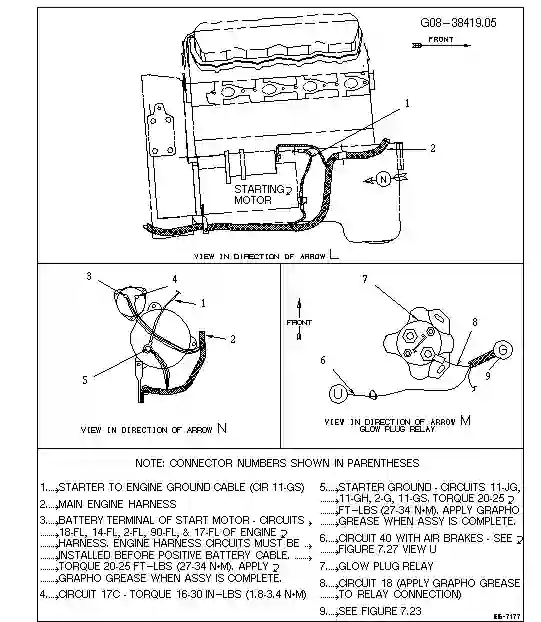 G08-38419.05
FRONT
1
2
N
STARTING
MOTOR
VIEW IN DIRECTION OF ARROW L
3
4
1
2
5
VIEW IN DIRECTION OF ARROW N
7
FRONT
8
G
6
9
U
VIEW IN DIRECTION OF ARROW M
GLOW PLUG RELAY
NOTE: CONNECTOR NUMBERS SHOWN IN PARENTHESES
1....STARTER TO ENGINE GROUND CABLE (CIR 11-GS)
2....MAIN ENGINE HARNESS
3....BATTERY TERMINAL OF START MOTOR - CIRCUITS
18-FL, 14-FL, 2-FL, 90-FL, & 17-FL OF ENGINE
HARNESS. ENGINE HARNESS CIRCUITS MUST BE
INSTALLED BEFORE POSITIVE BATTERY CABLE.
TORQUE 20-25 FT-LBS (27-34 N•M). APPLY
GRAPHO GREASE WHEN ASSY IS COMPLETE.
4....CIRCUIT 17C - TORQUE 16-30 IN-LBS (1.8-3.4 N•M)
5....STARTER GROUND - CIRCUITS 11-JG,
11-GH, 2-G, 11-GS. TORQUE 20-25
FT-LBS (27-34 N•M). APPLY GRAPHO
GREASE WHEN ASSY IS COMPLETE.
6....CIRCUIT 40 WITH AIR BRAKES - SEE
FIGURE 7.27 VIEW U
7....GLOW PLUG RELAY
8....CIRCUIT 18 (APPLY GRAPHO GREASE
TO RELAY CONNECTION)
9....SEE FIGURE 7.23
EI6-7177